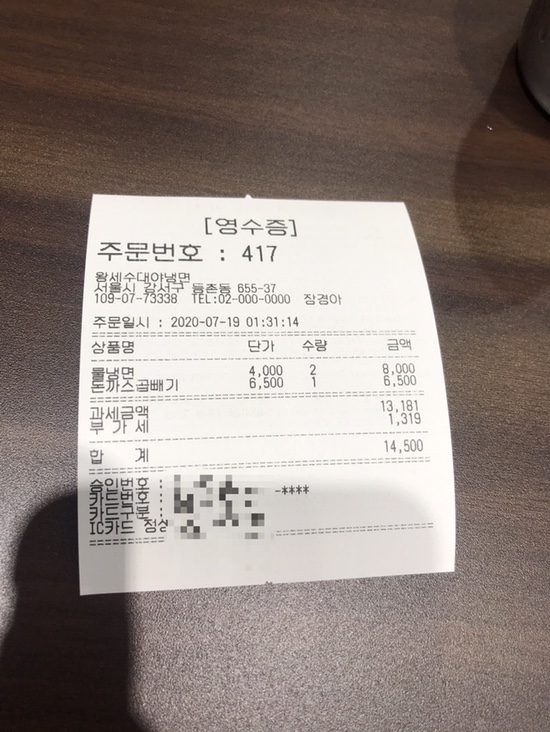 [영수증]
주문번호 : 417
왕세수대야냉면
서울시 강서구 등촌동 655-37
109-07-73338 TEL:02-000-0000 장경아
주문일시 : 2020-07-19 01:31:14
상품명 단가 수량 금액
물냉면 4,000 2 8,000
돈까스곱빼기 6,500 1 6,500
과세금액 13,181
부 가 세 1,319
합 계 14,500
승인번호 :
카드번호 : -****
카드구분 :
IC카드 정상